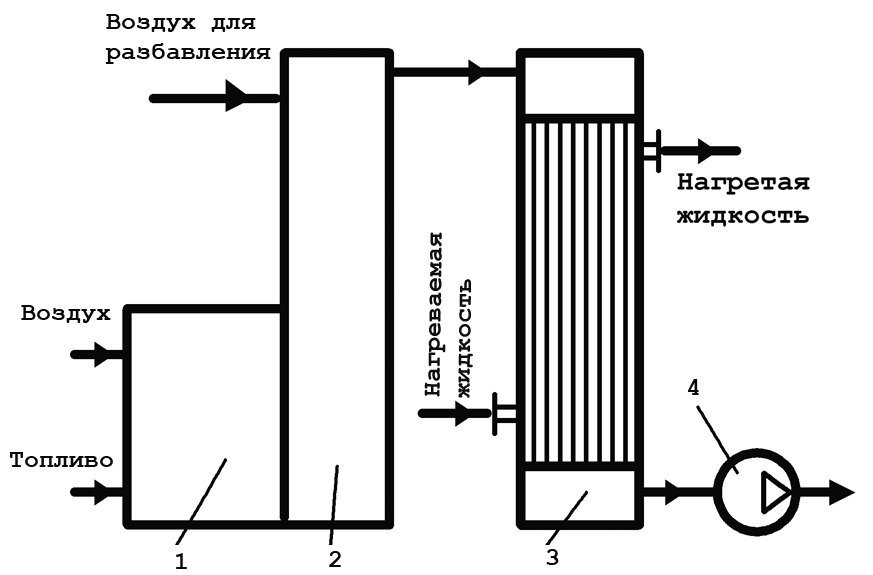 Воздух для
разбавления
Нагретая
жидкость
Нагреваемая
жидкость
Воздух
Топливо
1
2
3
4